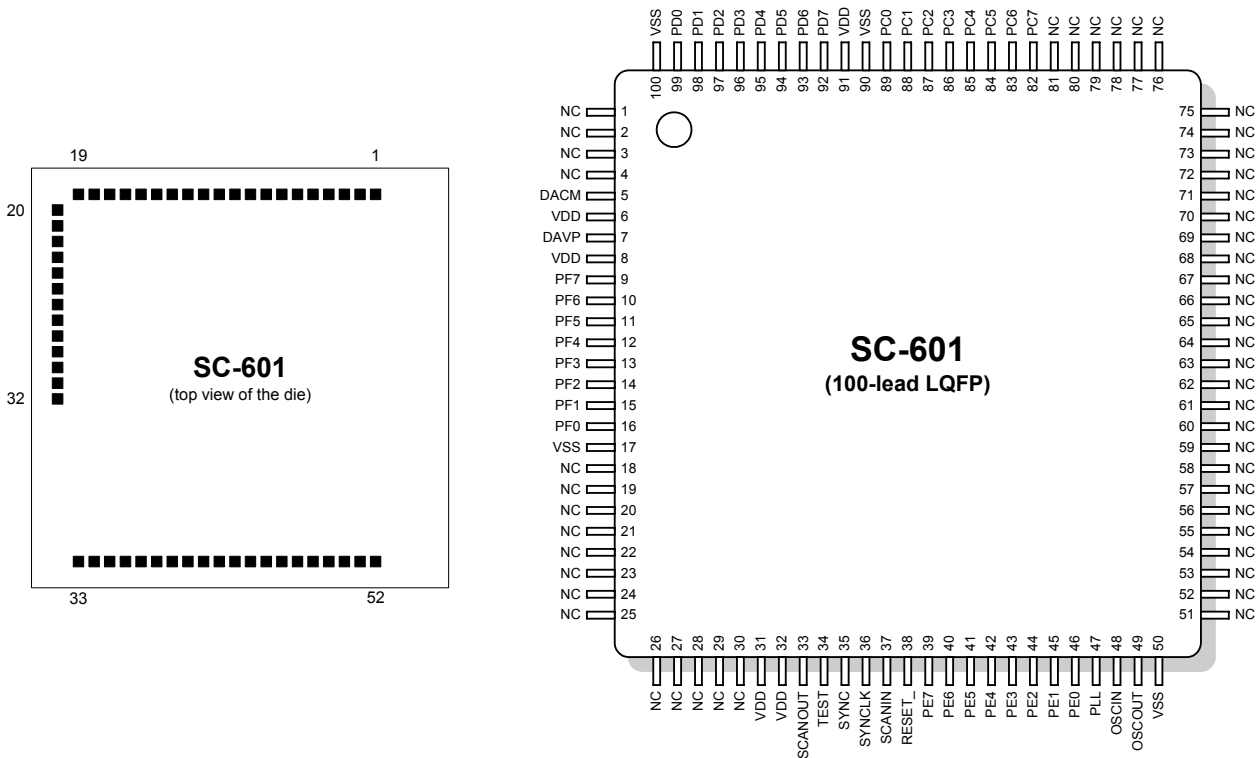 19 1
20
32
SC-601
(top view of the die)
33 52
VSS PD0 PD1 PD2 PD3 PD4 PD5 PD6 PD7 VDD VSS PC0 PC1 PC2 PC3 PC4 PC5 PC6 PC7 NC NC NC NC NC NC
100 99 98 97 96 95 94 93 92 91 90 89 88 87 86 85 84 83 82 81 80 79 78 77 76
NC 1
NC 2
NC 3
NC 4
DACM 5
VDD 6
DAVP 7
VDD 8
PF7 9
PF6 10
PF5 11
PF4 12
PF3 13
PF2 14
PF1 15
PF0 16
VSS 17
NC 18
NC 19
NC 20
NC 21
NC 22
NC 23
NC 24
NC 25
SC-601
(100-lead LQFP)
75 NC
74 NC
73 NC
72 NC
71 NC
70 NC
69 NC
68 NC
67 NC
66 NC
65 NC
64 NC
63 NC
62 NC
61 NC
60 NC
59 NC
58 NC
57 NC
56 NC
55 NC
54 NC
53 NC
52 NC
51 NC
26 27 28 29 30 31 32 33 34 35 36 37 38 39 40 41 42 43 44 45 46 47 48 49 50
NC NC NC NC NC VDD VDD SCANOUT TEST SYNC SYNCLK SCANIN RESET_ PE7 PE6 PE5 PE4 PE3 PE2 PE1 PE0 PLL OSCIN OSCOUT VSS